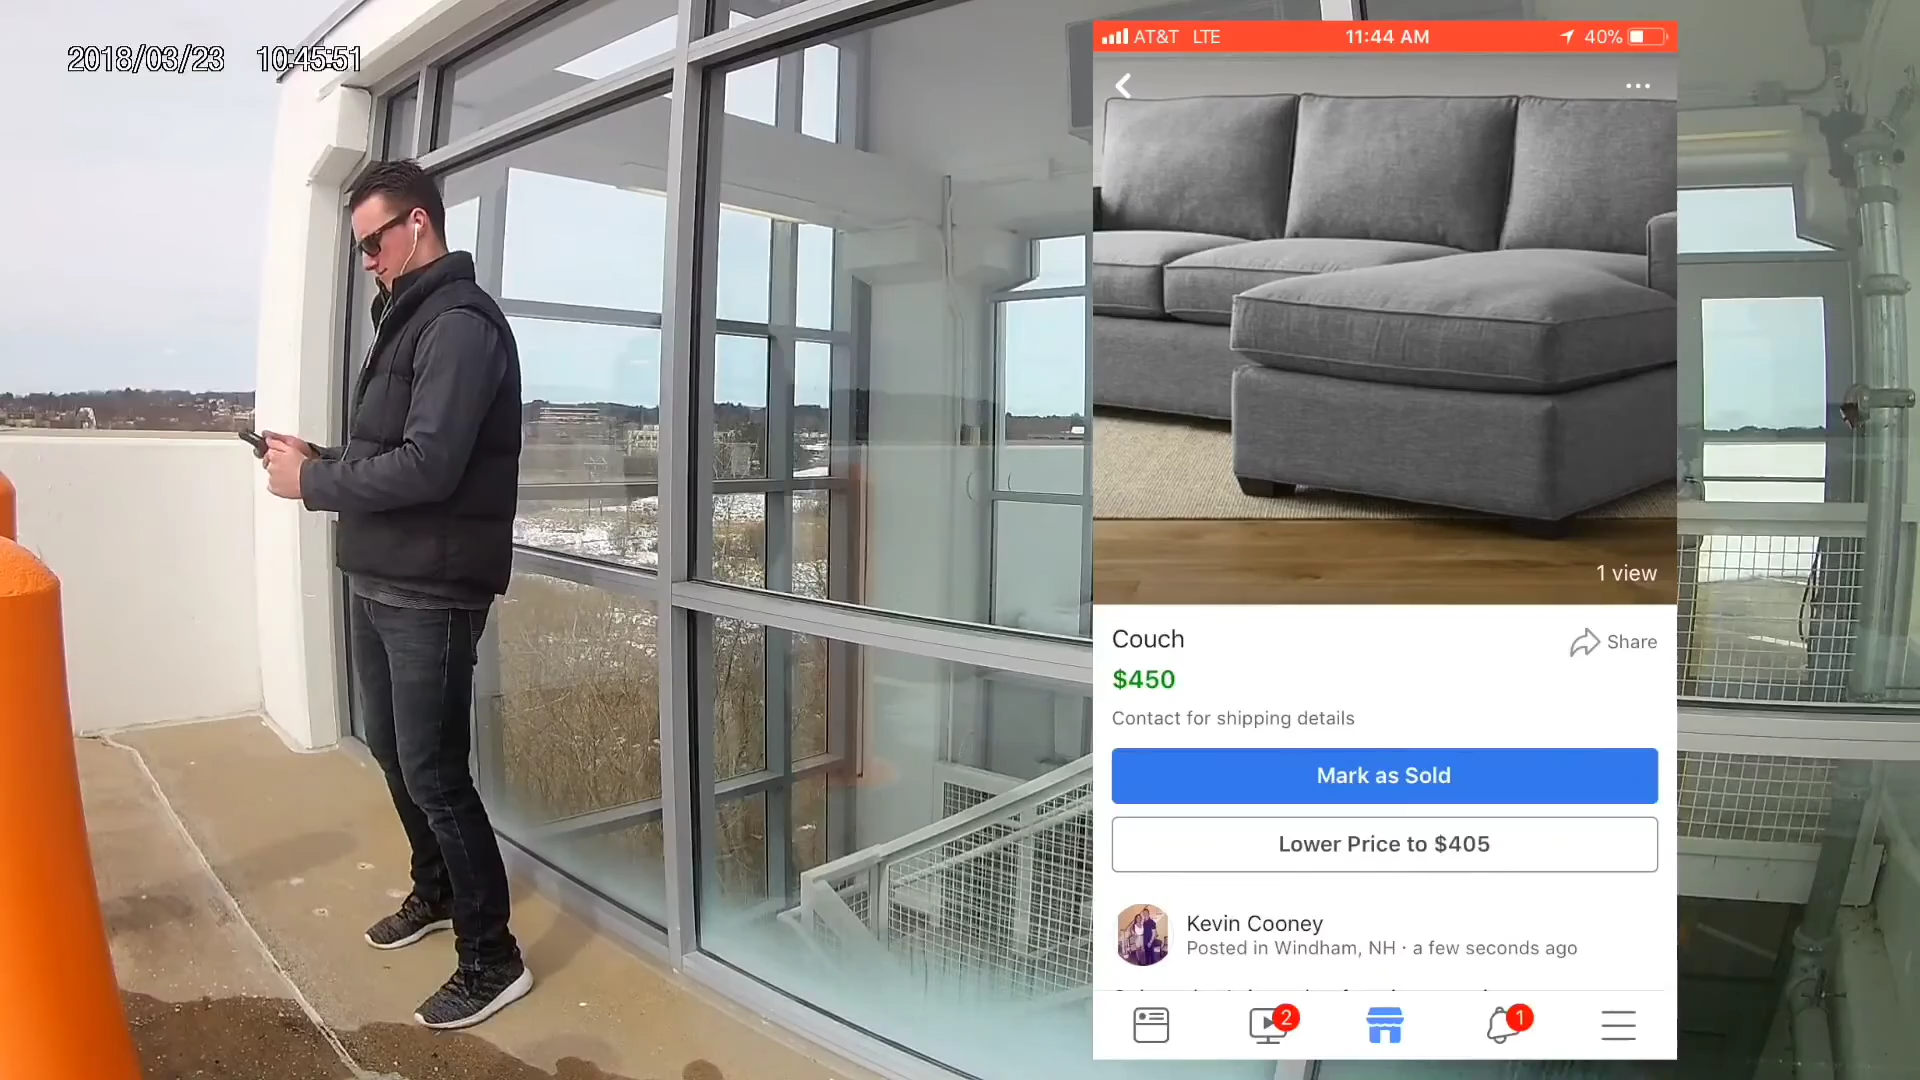 2018/03/23 10:45:51
AT&T LTE 11:44 AM 40%
1 view
Couch
Share
$450
Contact for shipping details
Mark as Sold
Lower Price to $405
Kevin Cooney
Posted in Windham, NH · a few seconds ago
2 1